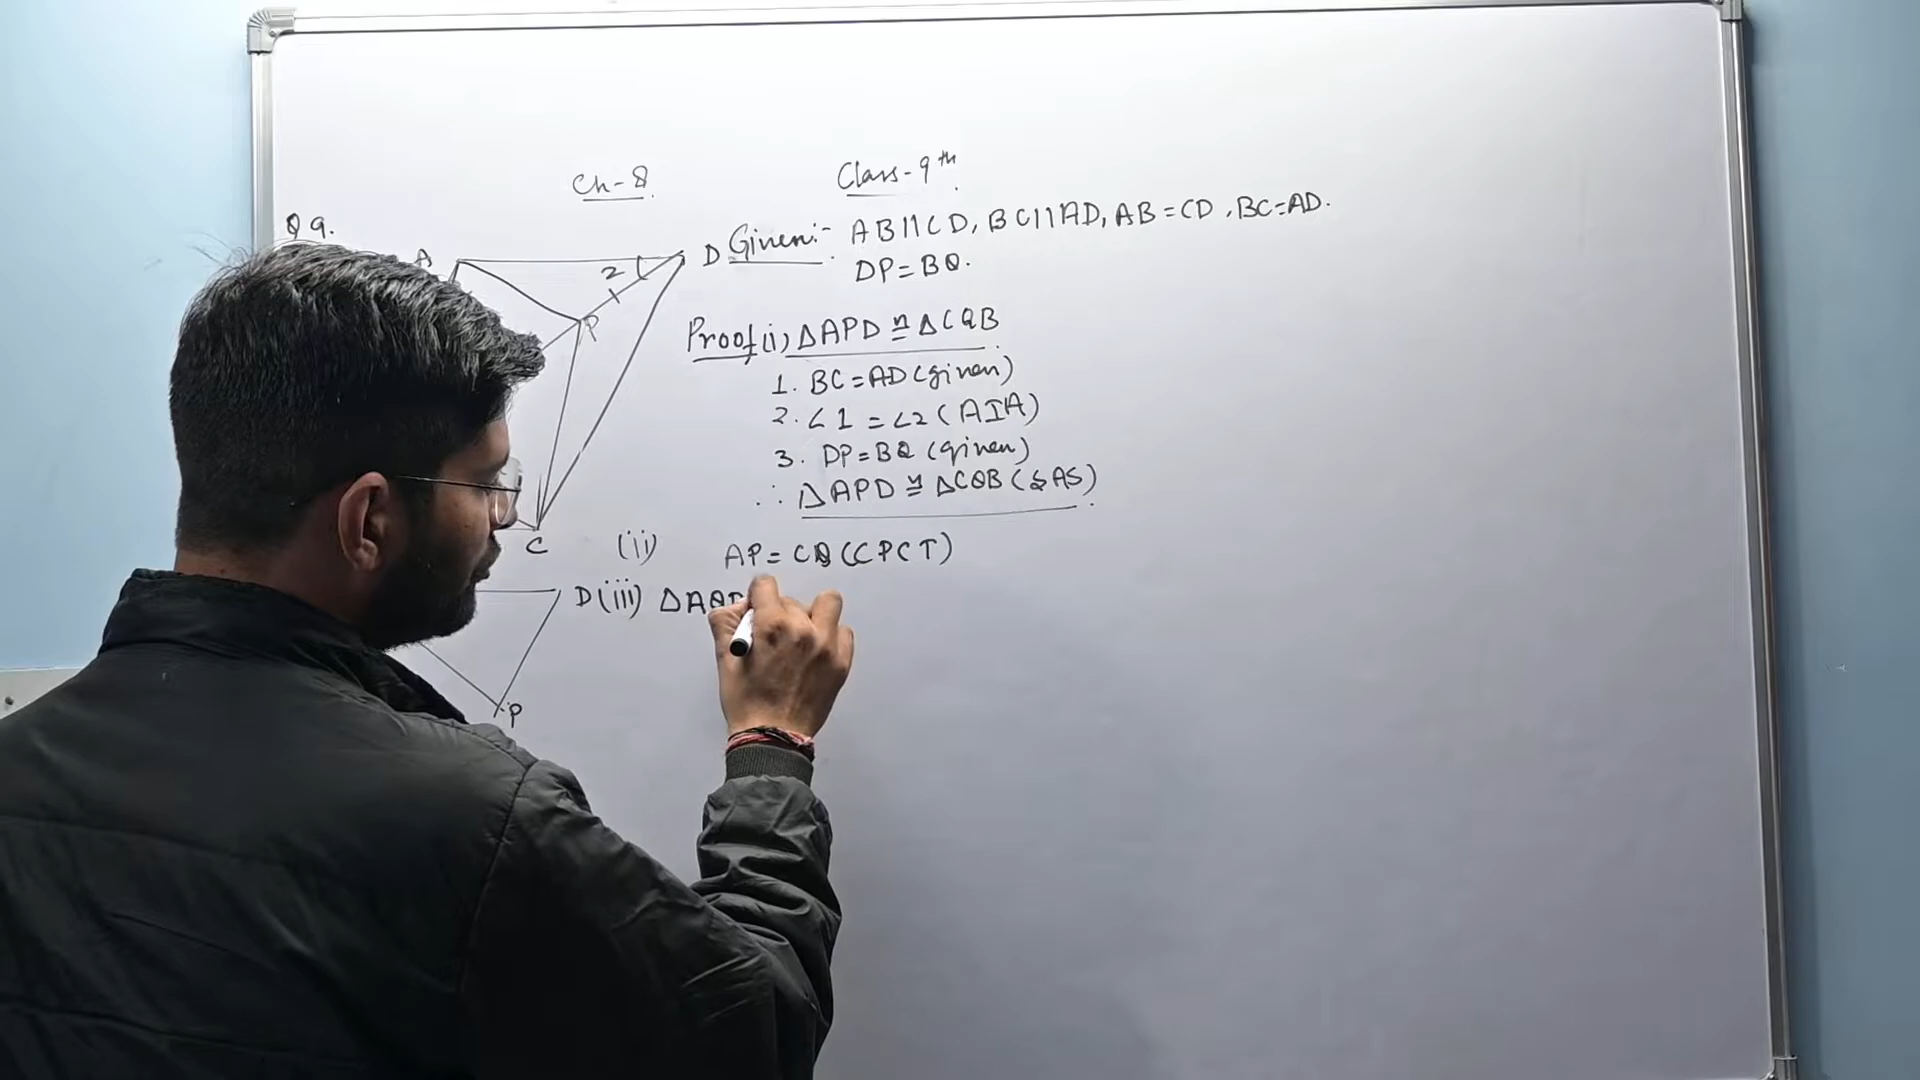 Ch-8
Class-9th.
Q9.
Given:- AB||CD, BC||AD, AB=CD, BC=AD.
DP=BQ.
A
D
2
P
C
Proof (i) ΔAPD ≅ ΔCQB
1. BC=AD (given)
2. ∠1 = ∠2 (AIA)
3. DP=BQ (given)
∴ ΔAPD ≅ ΔCQB (SAS).
(ii) AP = CQ (CPCT)
D
(iii) ΔAQ
P